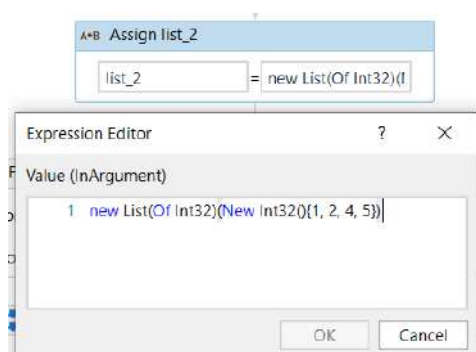 A*B Assign list_2
list_2 = new List(Of Int32)(
Expression Editor ? ×
Value (InArgument)
1 new List(Of Int32)(New Int32(){1, 2, 4, 5})
OK Cancel